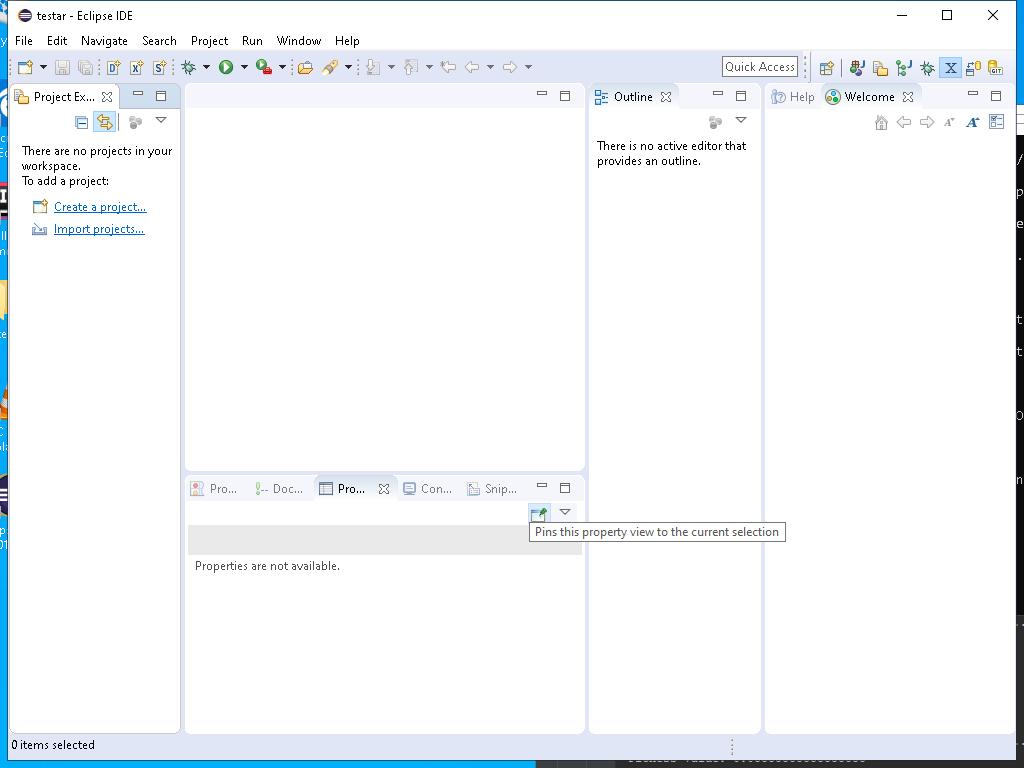 testar - Eclipse IDE
File Edit Navigate Search Project Run Window Help
Quick Access
Project Ex...
Outline
Help
Welcome
There are no projects in your
workspace.
To add a project:
Create a project...
Import projects...
There is no active editor that
provides an outline.
Pro...
Doc...
Pro...
Con...
Snip...
Pins this property view to the current selection
Properties are not available.
0 items selected